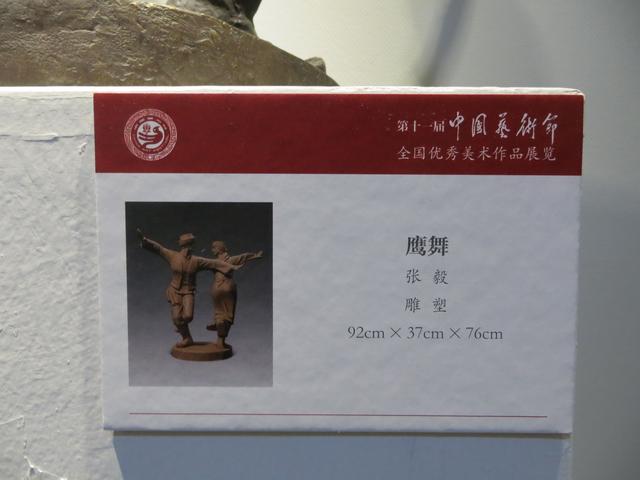 第十一届中国艺术节
全国优秀美术作品展览
鹰舞
张 毅
雕 塑
92cm × 37cm × 76cm